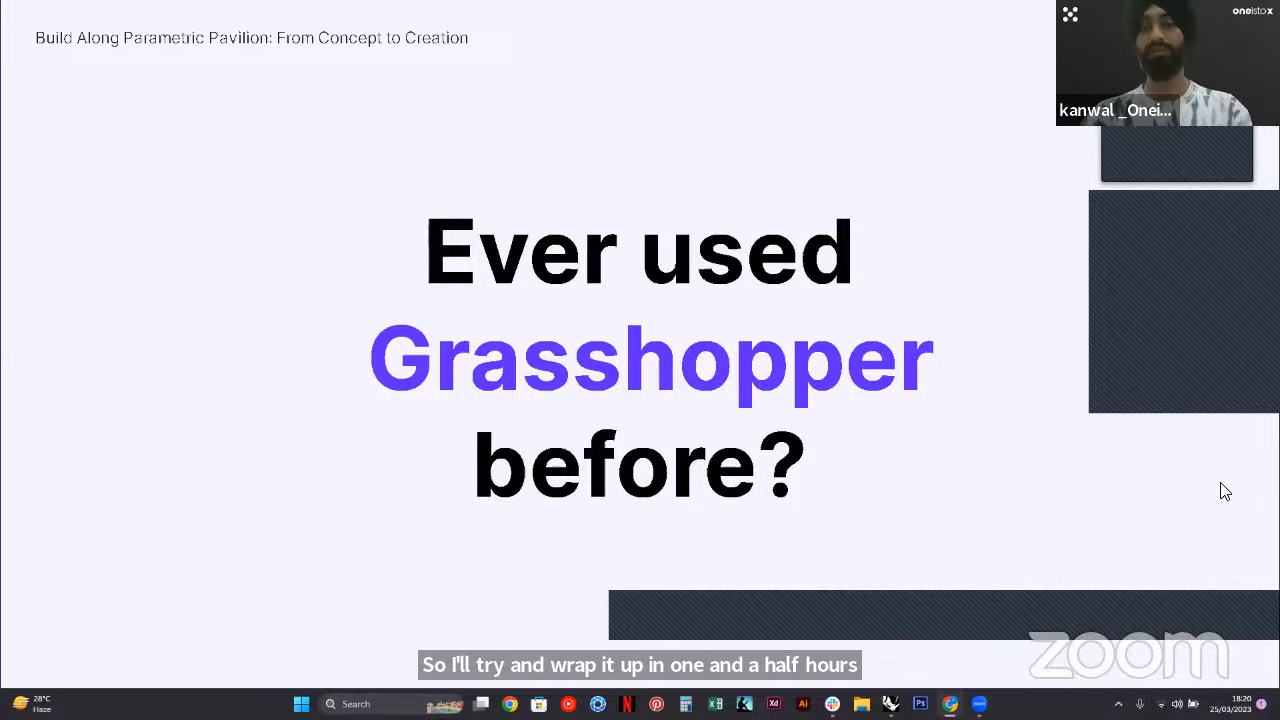 Build Along Parametric Pavilion: From Concept to Creation
oneistox
kanwal _Onei...
Ever used
Grasshopper
before?
So I'll try and wrap it up in one and a half hours
zoom
28°C
Haze
Search
18:20
25/03/2023